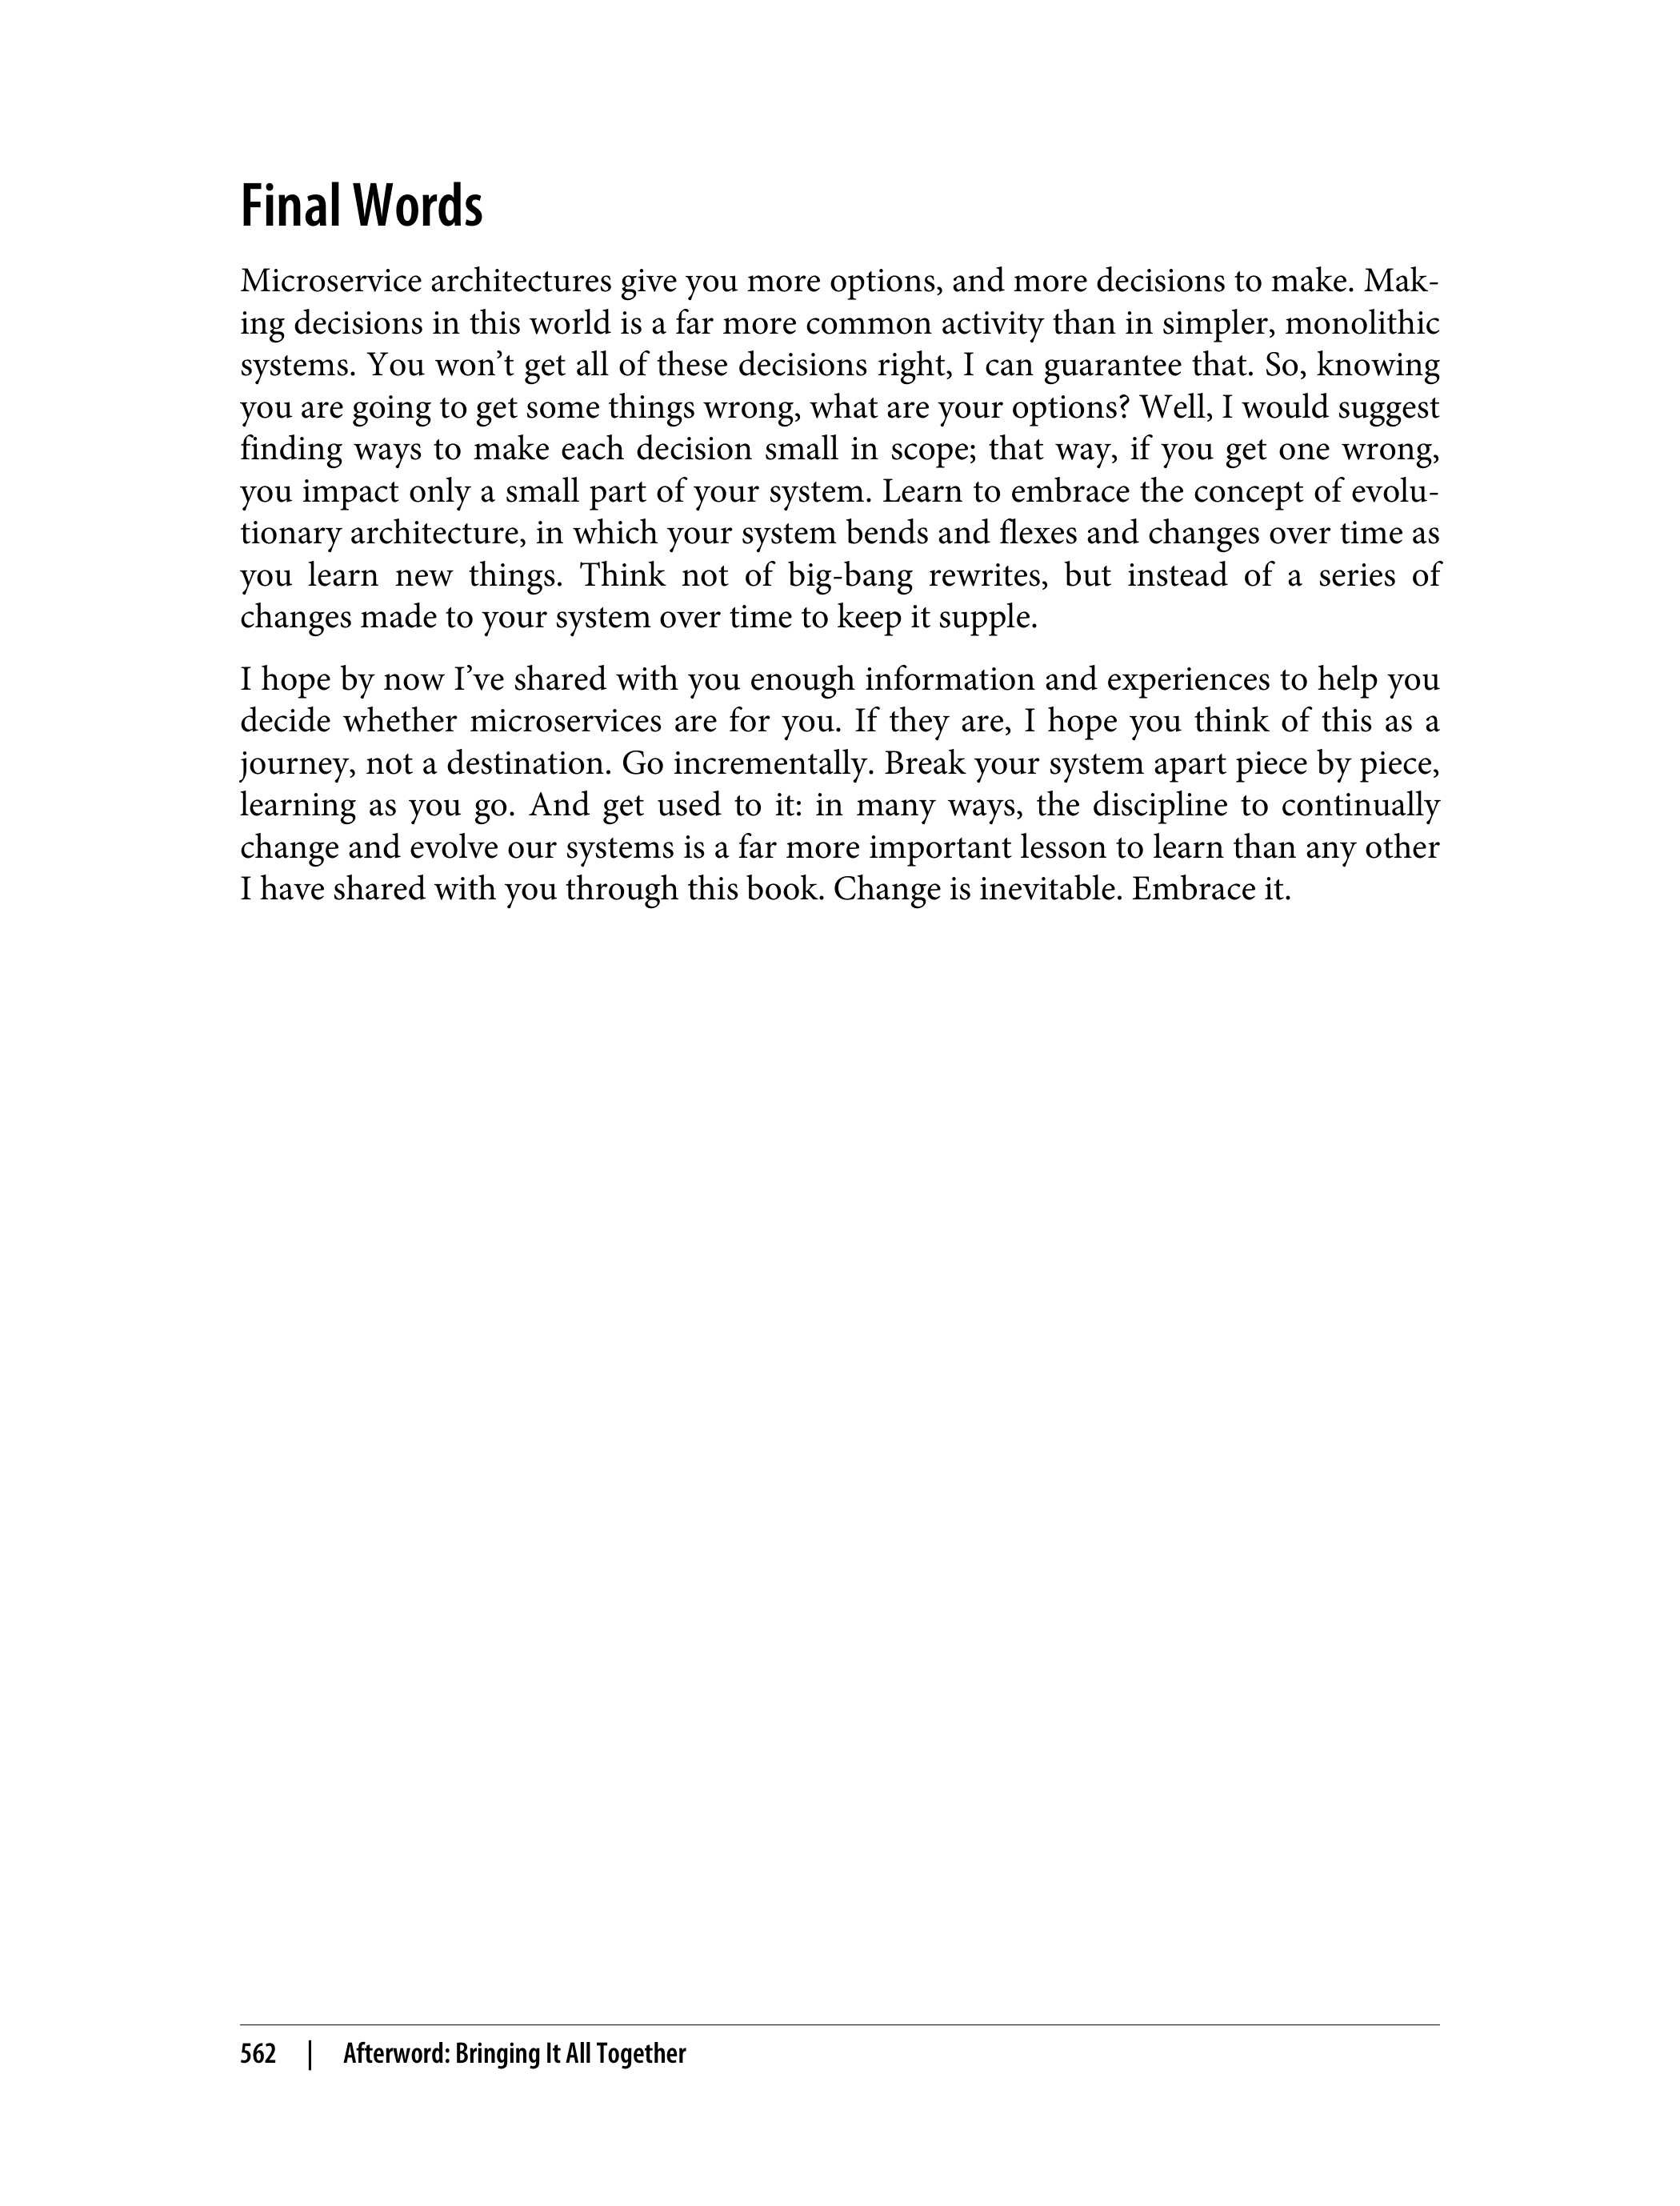 Final Words
Microservice architectures give you more options, and more decisions to make. Mak-
ing decisions in this world is a far more common activity than in simpler, monolithic
systems. You won’t get all of these decisions right, I can guarantee that. So, knowing
you are going to get some things wrong, what are your options? Well, I would suggest
finding ways to make each decision small in scope; that way, if you get one wrong,
you impact only a small part of your system. Learn to embrace the concept of evolu-
tionary architecture, in which your system bends and flexes and changes over time as
you learn new things. Think not of big-bang rewrites, but instead of a series of
changes made to your system over time to keep it supple.
I hope by now I’ve shared with you enough information and experiences to help you
decide whether microservices are for you. If they are, I hope you think of this as a
journey, not a destination. Go incrementally. Break your system apart piece by piece,
learning as you go. And get used to it: in many ways, the discipline to continually
change and evolve our systems is a far more important lesson to learn than any other
I have shared with you through this book. Change is inevitable. Embrace it.
562 | Afterword: Bringing It All Together